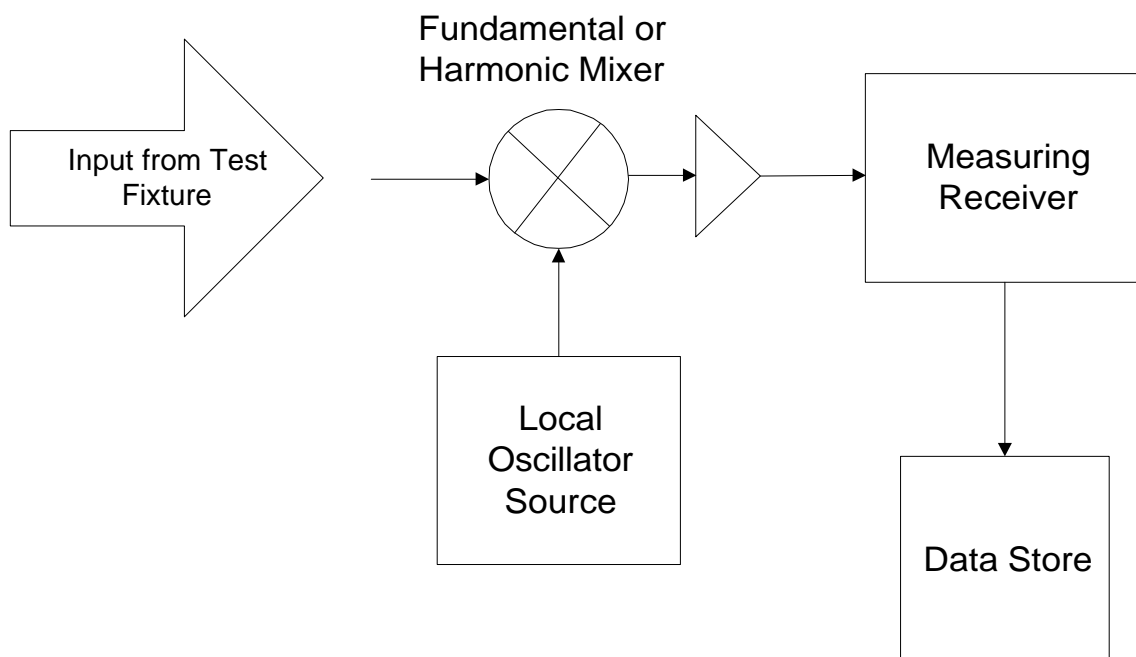 Fundamental or
Harmonic Mixer
Input from Test
Fixture
Measuring
Receiver
Local
Oscillator
Source
Data Store